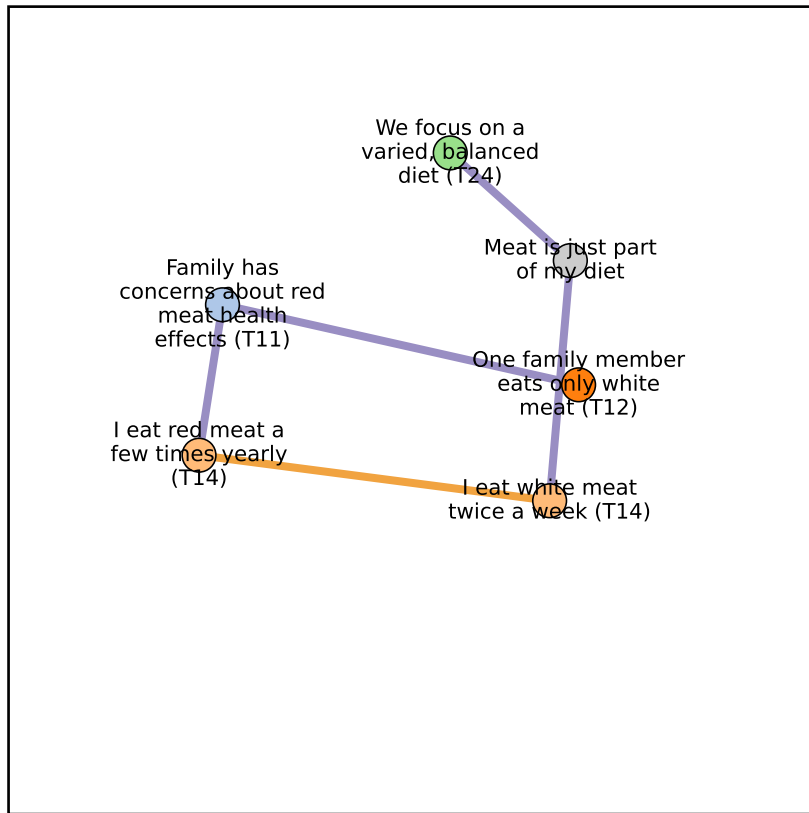 We focus on a
varied, balanced
diet (T24)
Meat is just part
of my diet
Family has
concerns about red
meat health
effects (T11)
One family member
eats only white
meat (T12)
I eat red meat a
few times yearly
(T14)
I eat white meat
twice a week (T14)